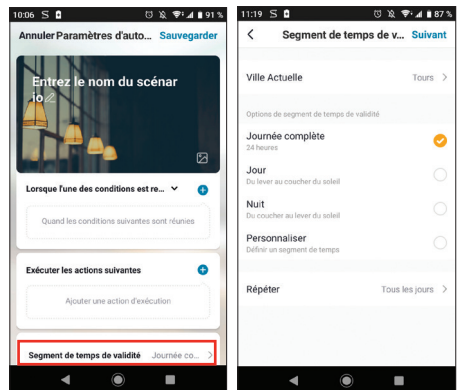 10:06 S 91 %
Annuler Paramètres d'auto... Sauvegarder
Entrez le nom du scénar
io
Lorsque l'une des conditions est re...
Quand les conditions suivantes sont réunies
Exécuter les actions suivantes
Ajouter une action d'exécution
Segment de temps de validité Journée co...
11:19 S 87 %
Segment de temps de v... Suivant
Ville Actuelle Tours
Options de segment de temps de validité
Journée complète
24 heures
Jour
Du lever au coucher du soleil
Nuit
Du coucher au lever du soleil
Personnaliser
Définir un segment de temps
Répéter Tous les jours